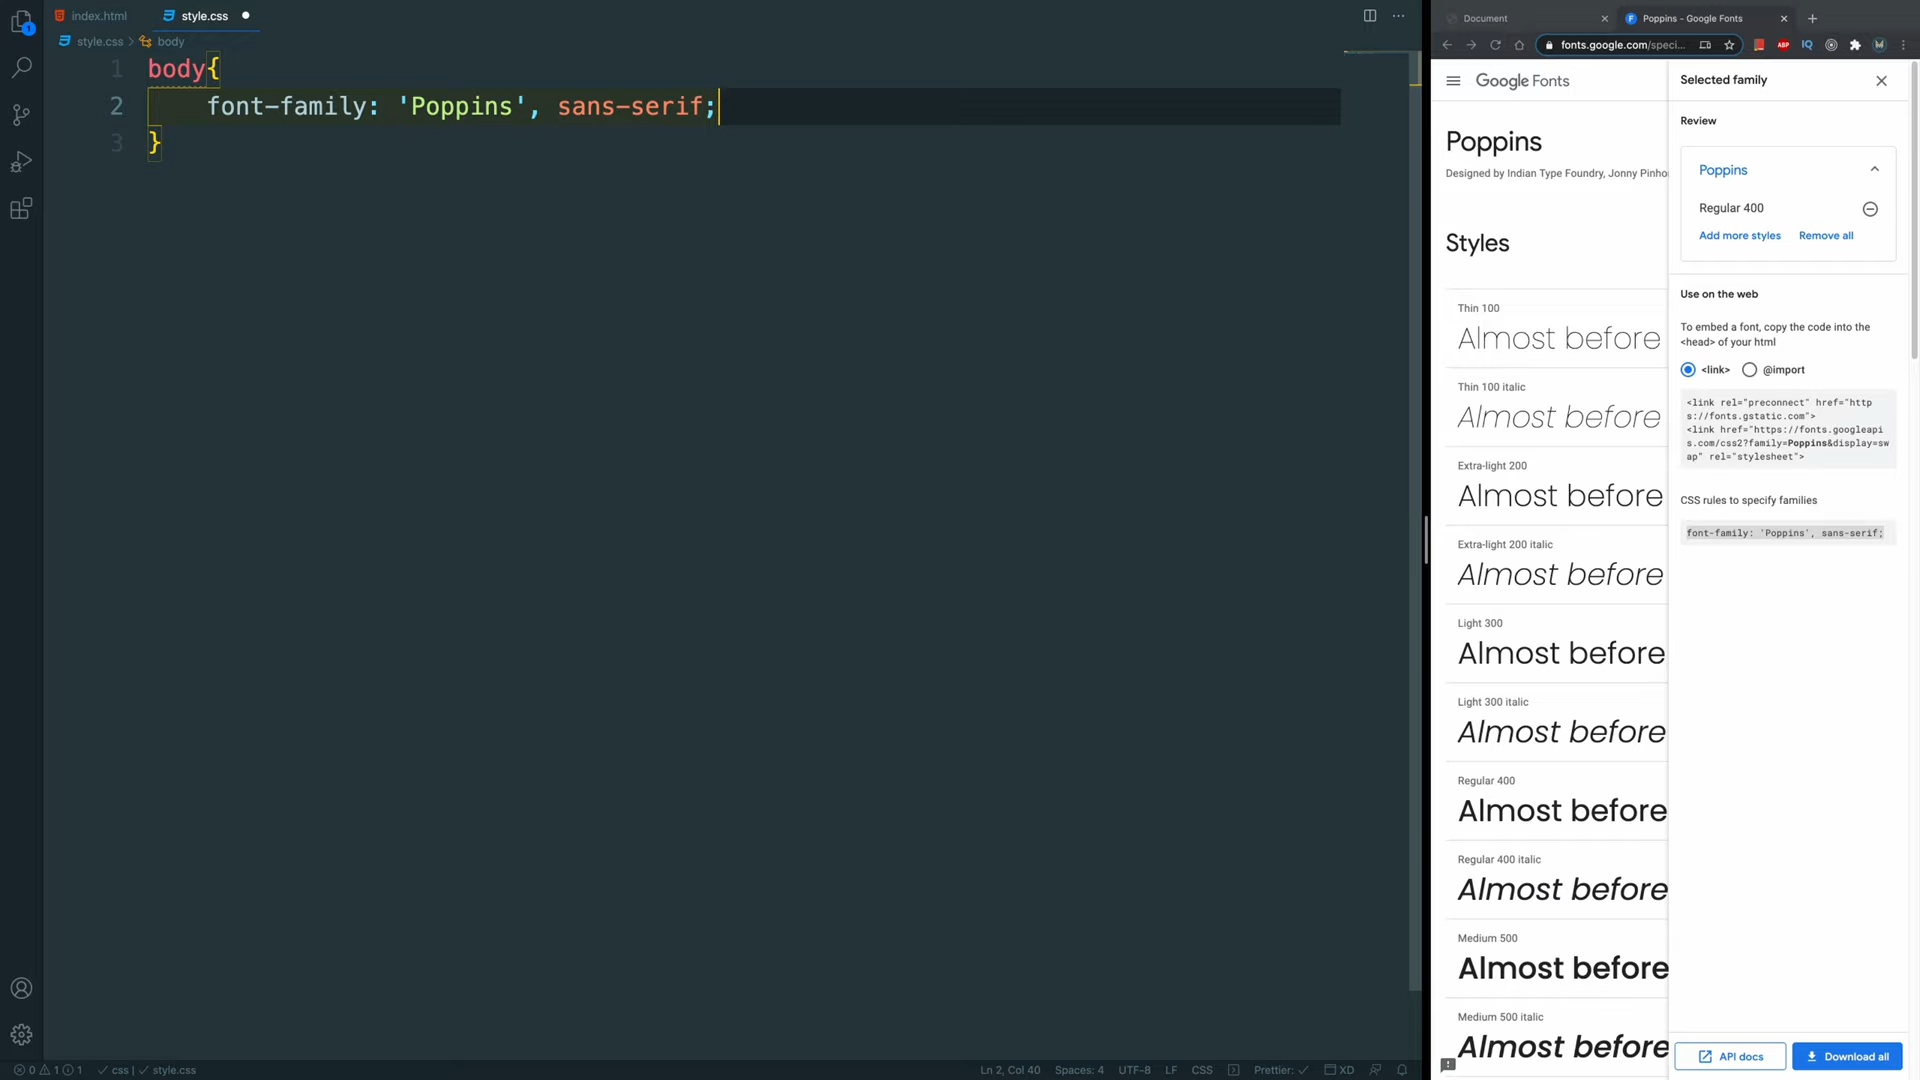 index.html
style.css
style.css > body
1 body{
2 font-family: 'Poppins', sans-serif;
3 }
0 1 1 css | style.css
Ln 2, Col 40 Spaces: 4 UTF-8 LF CSS Prettier: XD
Document
Poppins - Google Fonts
fonts.google.com/speci...
ABP
IQ
Google Fonts
Poppins
Designed by Indian Type Foundry, Jonny Pinho
Styles
Thin 100
Almost before
Thin 100 italic
Almost before
Extra-light 200
Almost before
Extra-light 200 italic
Almost before
Light 300
Almost before
Light 300 italic
Almost before
Regular 400
Almost before
Regular 400 italic
Almost before
Medium 500
Almost before
Medium 500 italic
Almost before
Selected family
Review
Poppins
Regular 400
Add more styles Remove all
Use on the web
To embed a font, copy the code into the
<head> of your html
<link> @import
<link rel="preconnect" href="http
s://fonts.gstatic.com">
<link href="https://fonts.googleapi
s.com/css2?family=Poppins&display=sw
ap" rel="stylesheet">
CSS rules to specify families
font-family: 'Poppins', sans-serif;
API docs
Download all